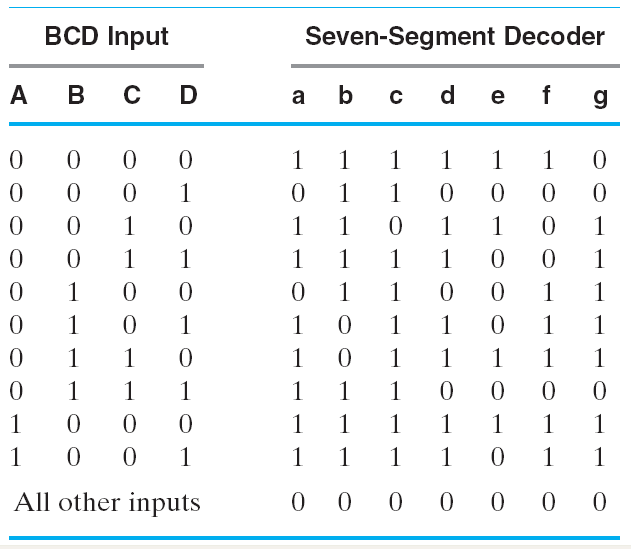 BCD Input Seven-Segment Decoder
A B C D a b c d e f g
0 0 0 0 1 1 1 1 1 1 0
0 0 0 1 0 1 1 0 0 0 0
0 0 1 0 1 1 0 1 1 0 1
0 0 1 1 1 1 1 1 0 0 1
0 1 0 0 0 1 1 0 0 1 1
0 1 0 1 1 0 1 1 0 1 1
0 1 1 0 1 0 1 1 1 1 1
0 1 1 1 1 1 1 0 0 0 0
1 0 0 0 1 1 1 1 1 1 1
1 0 0 1 1 1 1 1 0 1 1
All other inputs 0 0 0 0 0 0 0